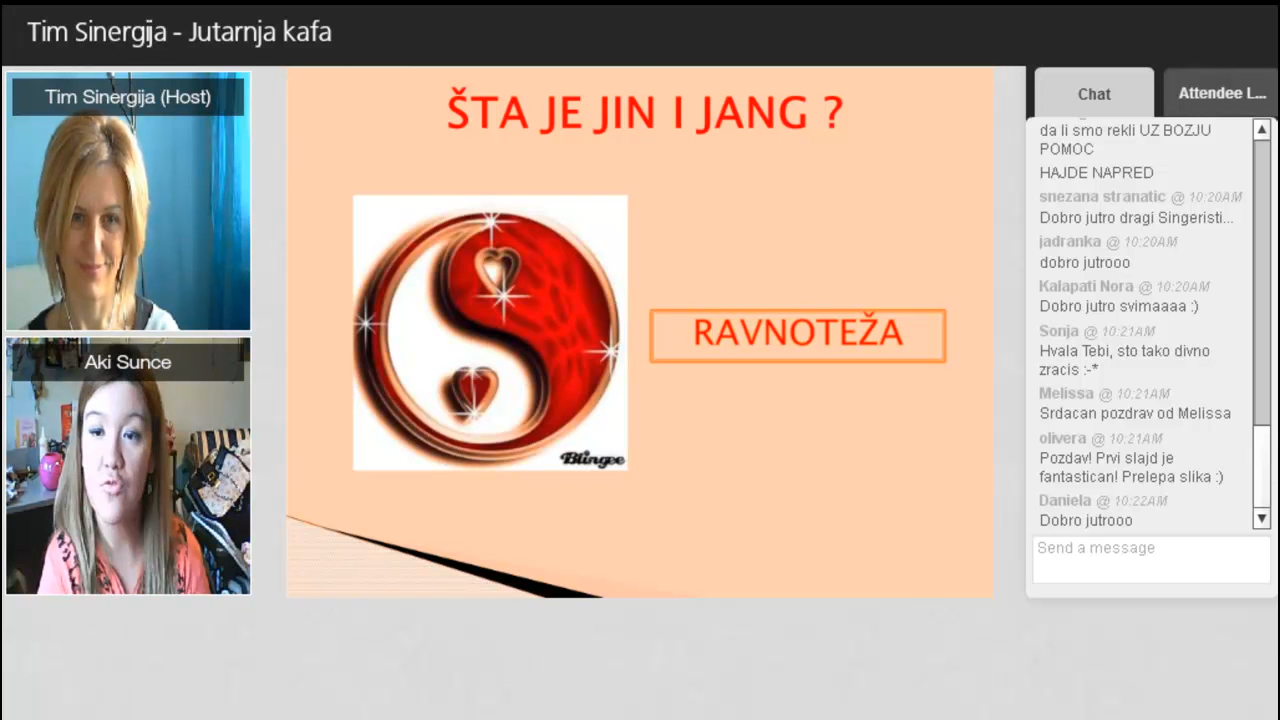 Tim Sinergija - Jutarnja kafa
Tim Sinergija (Host)
Aki Sunce
ŠTA JE JIN I JANG ?
RAVNOTEŽA
Blingee
Chat
Attendee L...
da li smo rekli UZ BOZJU
POMOC
HAJDE NAPRED
snezana stranatic @ 10:20AM
Dobro jutro dragi Singeristi...
jadranka @ 10:20AM
dobro jutrooo
Kalapati Nora @ 10:20AM
Dobro jutro svimaaaa :)
Sonja @ 10:21AM
Hvala Tebi, sto tako divno
zracis :-*
Melissa @ 10:21AM
Srdacan pozdrav od Melissa
olivera @ 10:21AM
Pozdav! Prvi slajd je
fantastican! Prelepa slika :)
Daniela @ 10:22AM
Dobro jutrooo
Send a message